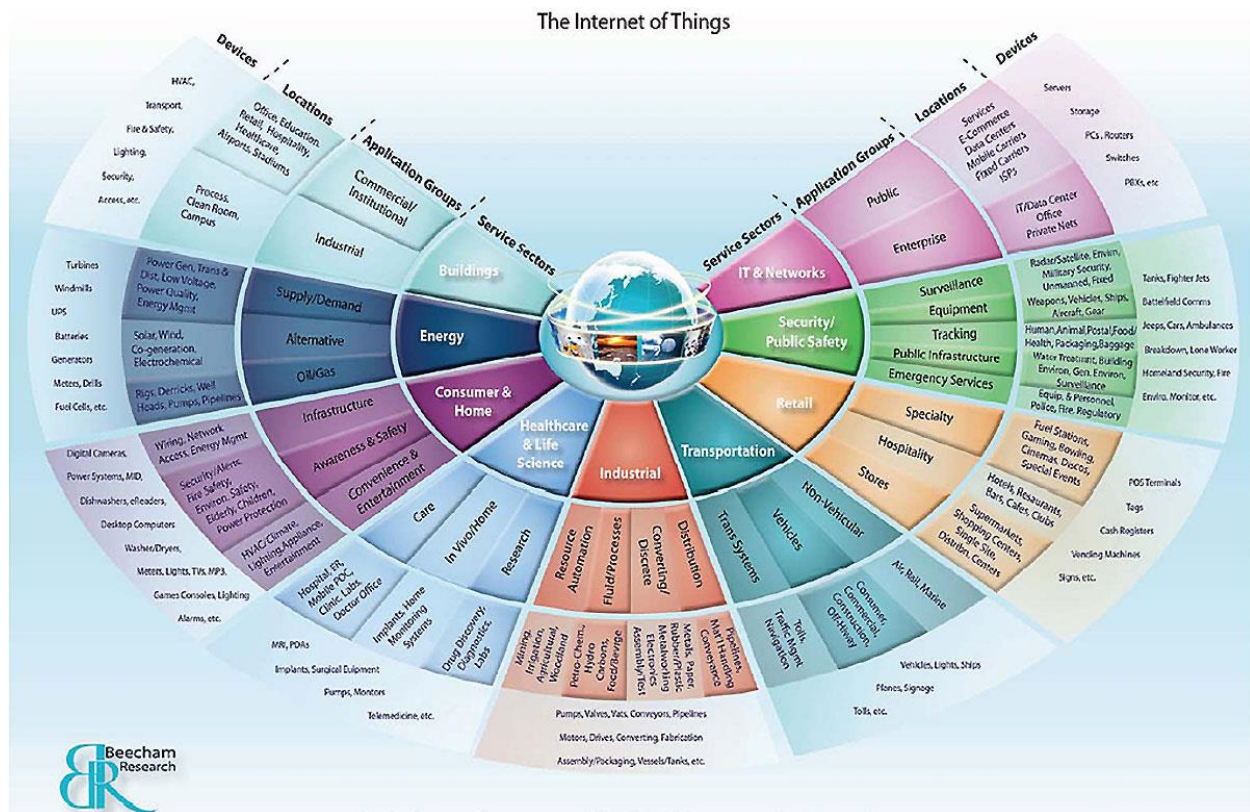 The Internet of Things
Devices
Locations
Application Groups
Service Sectors
HVAC,
Transport,
Fire & Safety,
Lighting,
Security,
Access, etc.
Office, Education,
Retail, Hospitality,
Healthcare,
Airports, Stadiums
Process,
Clean Room,
Campus
Commercial/
Institutional
Industrial
Buildings
Turbines
Windmills
UPS
Batteries
Generators
Meters, Drills
Fuel Cells, etc.
Power Gen, Trans &
Dist, Low Voltage,
Power Quality,
Energy Mgmt
Solar, Wind,
Co-generation,
Electrochemical
Rigs, Derricks, Well
Heads, Pumps, Pipelines
Supply/Demand
Alternative
Oil/Gas
Energy
Digital Cameras,
Power Systems, MID,
Dishwashers, eReaders,
Desktop Computers
Washer/Dryers,
Meters, Lights, TVs, MP3,
Games Consoles, Lighting
Alarms, etc.
Wiring, Network
Access, Energy Mgmt
Security/Alerts,
Fire Safety,
Environ. Safety,
Elderly, Children,
Power Protection
HVAC/Climate,
Lighting, Appliance,
Entertainment
Infrastructure
Awareness & Safety
Convenience &
Entertainment
Consumer &
Home
MRI, PDAs
Implants, Surgical Euipment
Pumps, Monitors
Telemedicine, etc.
Hospital, ER,
Mobile POC,
Clinic, Labs,
Doctor Office
Implants, Home
Monitoring
Systems
Drug Discovery,
Diagnostics,
Labs
Care
In Vivo/Home
Research
Healthcare
& Life
Science
Industrial
Resource
Automation
Fluid/Processes
Converting/
Discrete
Distribution
Mining,
Irrigation,
Agricultural,
Woodland
Petro-Chem.,
Hydro
Carbons,
Food/Beverge
Metals, Paper,
Rubber/Plastic
Metalworking
Electronics
Assembly/Test
Pipelines,
Mat'l Handing
Conveyance
Pumps, Valves, Vats, Conveyors, Pipelines
Motors, Drives, Converting, Fabrication
Assembly/Packaging, Vessels/Tanks, etc.
Transportation
Trans Systems
Vehicles
Non-Vehicular
Tolls,
Traffic Mgmt
Navigation
Consumer,
Commercial,
Construction,
Off-Hiway
Air, Rail, Marine
Vehicles, Lights, Ships
Planes, Signage
Tolls, etc.
Retail
Specialty
Hospitality
Stores
Fuel Stations,
Gaming, Bowling,
Cinemas, Discos,
Special Events
Hotels, Resaurants,
Bars, Cafes, Clubs
Supermarkets,
Shopping Centers,
Single Site,
Distribn, Centers
POS Terminals
Tags
Cash Registers
Vending Machines
Signs, etc.
Security/
Public Safety
Surveillance
Equipment
Tracking
Public Infrastructure
Emergency Services
Radar/Satellite, Envirn,
Military Security,
Unmanned, Fixed
Weapons, Vehicles, Ships,
Aircraft, Gear
Human,Animal,Postal,Food/
Health, Packaging,Baggage
Water Treatmnt, Building
Environ, Gen. Environ,
Surveillance
Equip. & Personnel,
Police, Fire, Regulatory
Tanks, Fighter Jets
Battelfield Comms
Jeeps, Cars, Ambulances
Breakdown, Lone Worker
Homeland Security, Fire
Enviro, Monitor, etc.
IT & Networks
Public
Enterprise
Services
E-Commerce
Data Centers
Mobile Carriers
Fixed Carriers
ISPs
IT/Data Center
Office
Private Nets
Servers
Storage
PCs , Routers
Switches
PBXs, etc
Service Sectors
Application Groups
Locations
Devices
Beecham
Research
BR